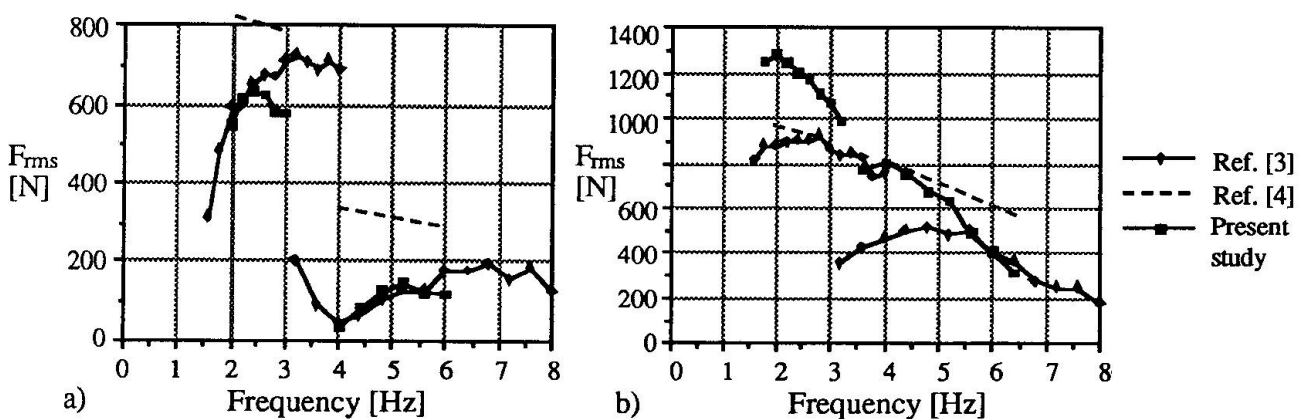 800
600
Frms
[N]
400
200
0
0 1 2 3 4 5 6 7 8
a) Frequency [Hz]
1400
1200
1000
Frms
[N]
800
600
400
200
0
0 1 2 3 4 5 6 7 8
b) Frequency [Hz]
Ref. [3]
Ref. [4]
Present
study